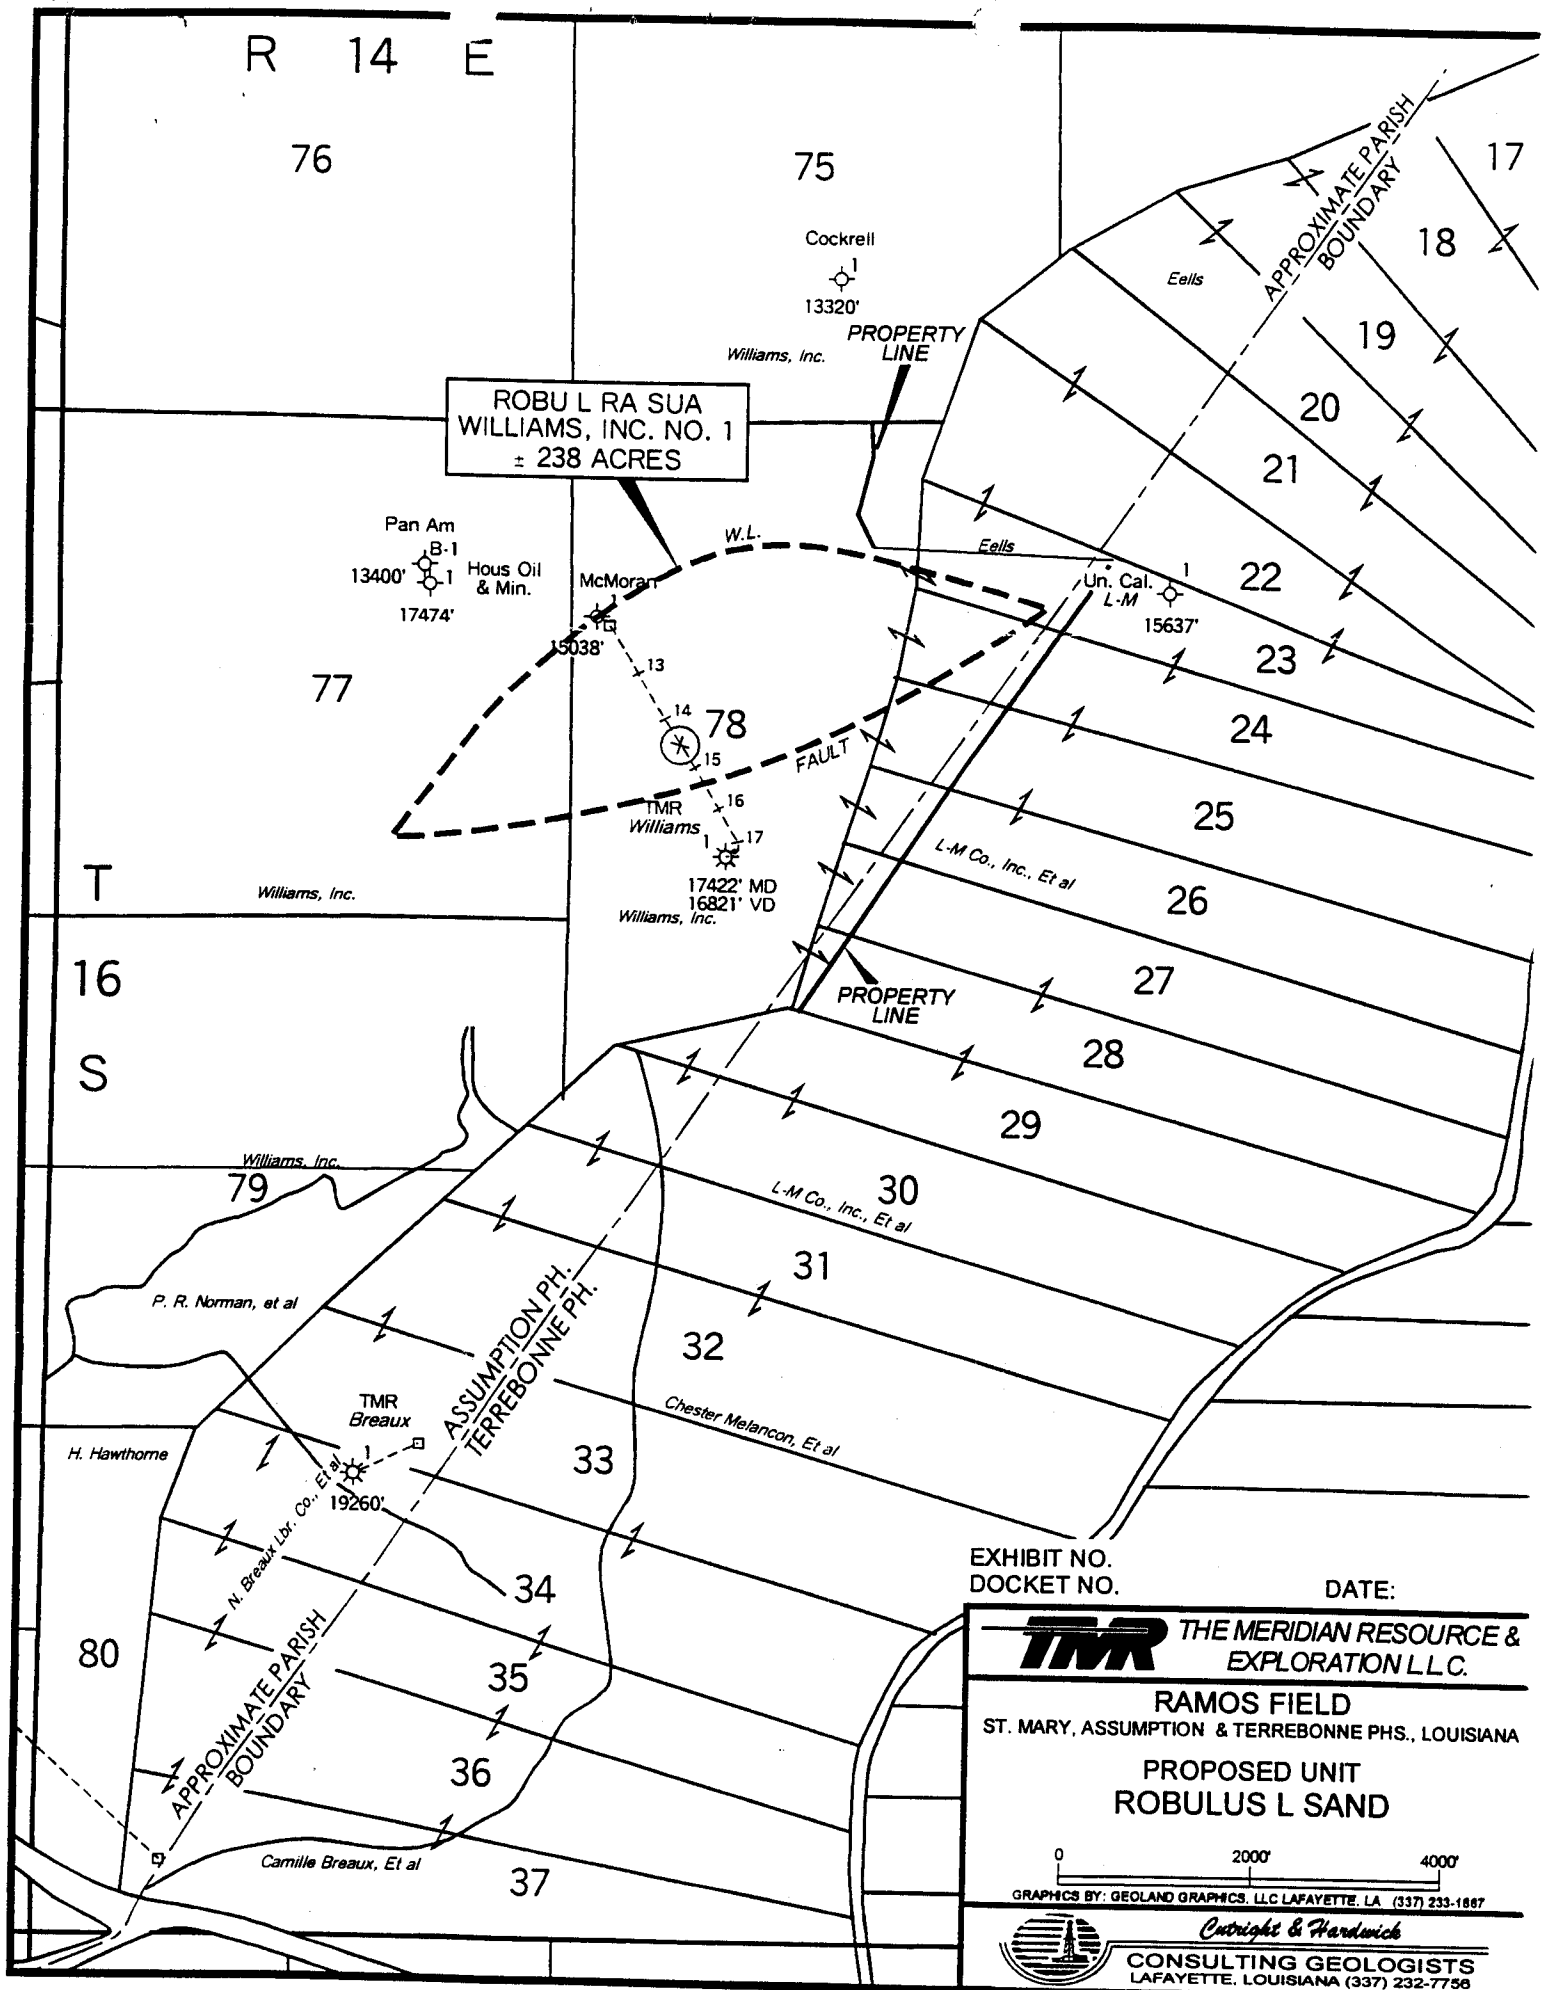 R 14 E
76
75
17
APPROXIMATE PARISH
BOUNDARY
18
Cockrell
1
13320'
Eells
19
PROPERTY
LINE
Williams, Inc.
ROBU L RA SUA
WILLIAMS, INC. NO. 1
± 238 ACRES
20
21
Pan Am
B-1
13400'
1
Hous Oil
& Min.
17474'
W.L.
Eells
McMoran
1
15038'
Un. Cal.
L-M
1
15637'
22
23
77
13
14
78
15
16
17
FAULT
24
TMR
Williams
1
17422' MD
16821' VD
25
L-M Co., Inc., Et al
26
T
Williams, Inc.
Williams, Inc.
16
27
PROPERTY
LINE
S
28
29
Williams, Inc.
79
30
L-M Co., Inc., Et al
31
P. R. Norman, et al
ASSUMPTION PH.
TERREBONNE PH.
32
TMR
Breaux
Chester Melancon, Et al
H. Hawthorne
1
19260'
33
N. Breaux Lbr. Co., Et al
34
80
35
APPROXIMATE PARISH
BOUNDARY
36
Camille Breaux, Et al
37
EXHIBIT NO.
DOCKET NO.
DATE:
TMR
THE MERIDIAN RESOURCE &
EXPLORATION L.L.C.
RAMOS FIELD
ST. MARY, ASSUMPTION & TERREBONNE PHS., LOUISIANA
PROPOSED UNIT
ROBULUS L SAND
0 2000' 4000'
GRAPHICS BY: GEOLAND GRAPHICS, LLC LAFAYETTE, LA (337) 233-1667
Cutright & Hardwick
CONSULTING GEOLOGISTS
LAFAYETTE, LOUISIANA (337) 232-7756